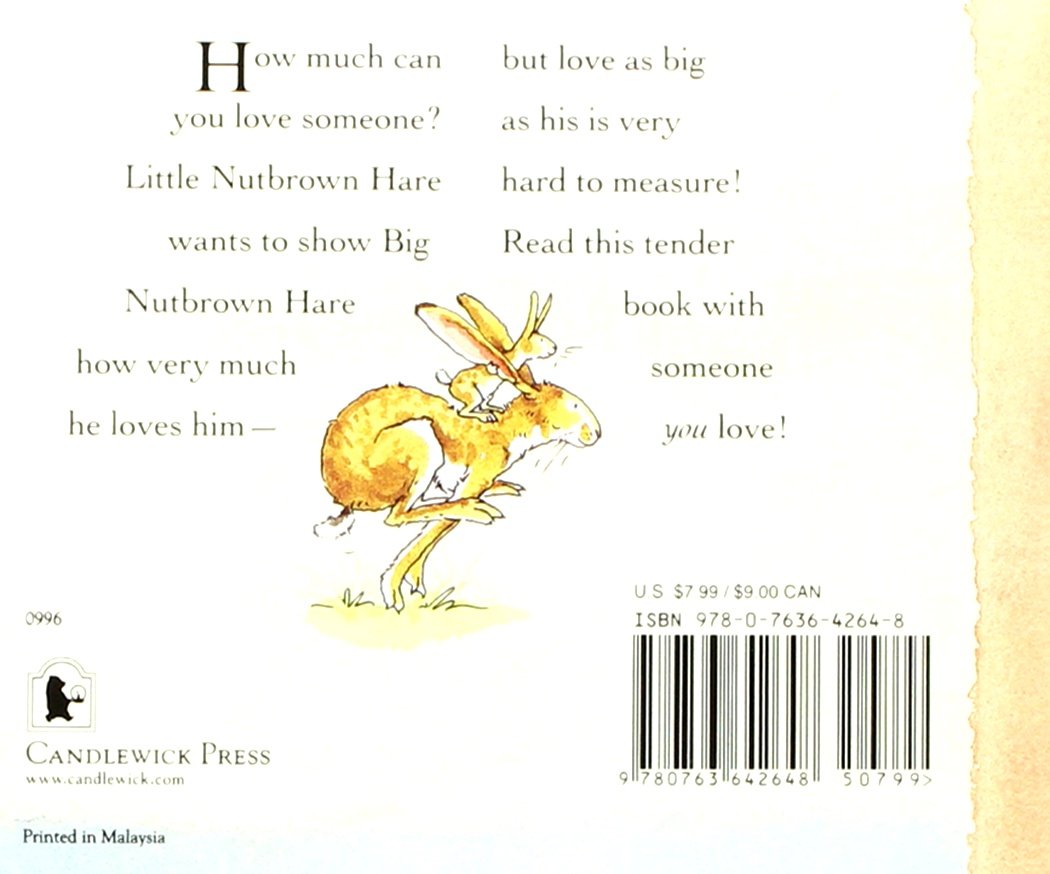 How much can
you love someone?
Little Nutbrown Hare
wants to show Big
Nutbrown Hare
how very much
he loves him —
but love as big
as his is very
hard to measure!
Read this tender
book with
someone
you love!
0996
CANDLEWICK PRESS
www.candlewick.com
Printed in Malaysia
US $7.99 / $9.00 CAN
ISBN 978-0-7636-4264-8
9 780763 642648 50799>